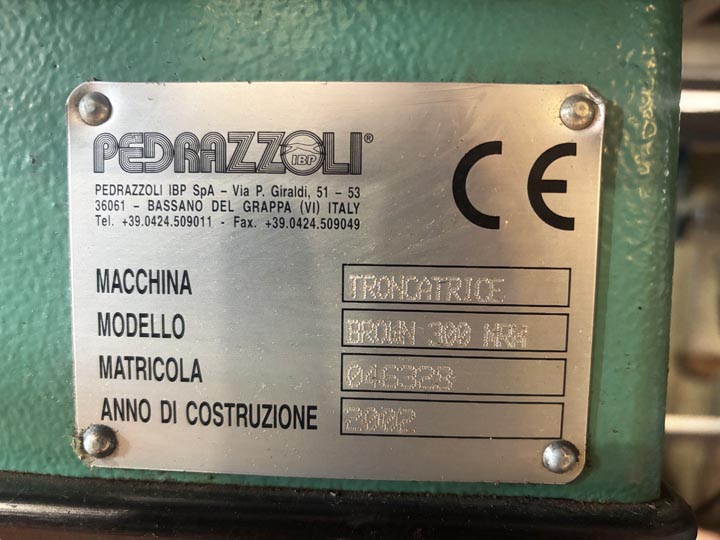 PEDRAZZOLI®
IBP
PEDRAZZOLI IBP SpA - Via P. Giraldi, 51 - 53
36061 - BASSANO DEL GRAPPA (VI) ITALY
Tel. +39.0424.509011 - Fax. +39.0424.509049
CE
MACCHINA TRONCATRICE
MODELLO BROWN 300 MRM
MATRICOLA 046328
ANNO DI COSTRUZIONE 2002